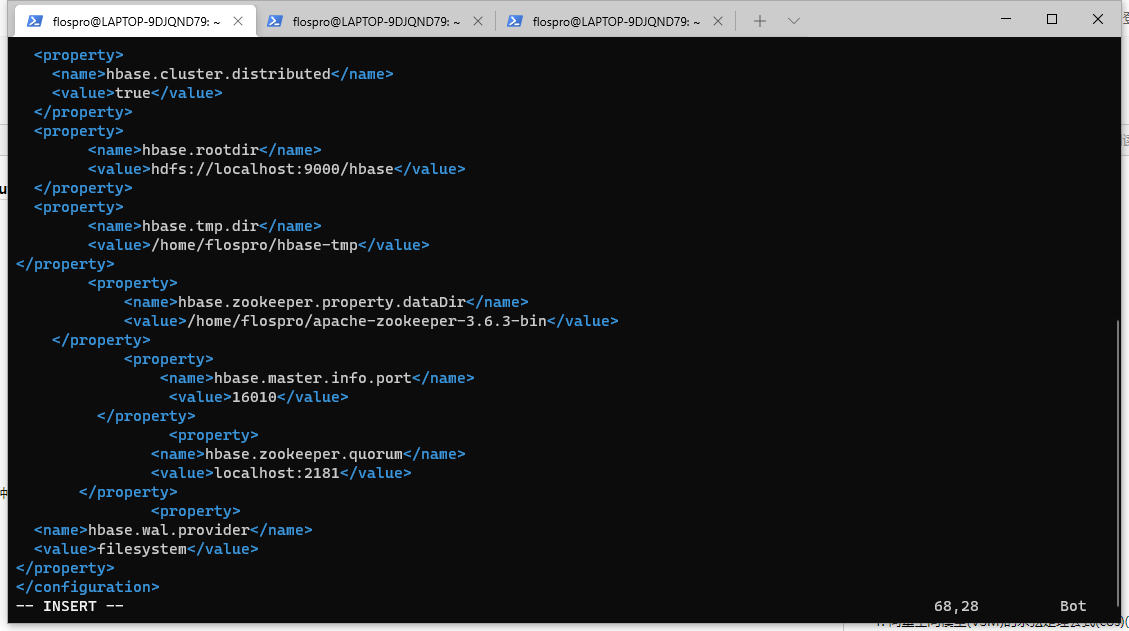 flospro@LAPTOP-9DJQND79: ~
flospro@LAPTOP-9DJQND79: ~
flospro@LAPTOP-9DJQND79: ~
<property>
<name>hbase.cluster.distributed</name>
<value>true</value>
</property>
<property>
<name>hbase.rootdir</name>
<value>hdfs://localhost:9000/hbase</value>
</property>
<property>
<name>hbase.tmp.dir</name>
<value>/home/flospro/hbase-tmp</value>
</property>
<property>
<name>hbase.zookeeper.property.dataDir</name>
<value>/home/flospro/apache-zookeeper-3.6.3-bin</value>
</property>
<property>
<name>hbase.master.info.port</name>
<value>16010</value>
</property>
<property>
<name>hbase.zookeeper.quorum</name>
<value>localhost:2181</value>
</property>
<property>
<name>hbase.wal.provider</name>
<value>filesystem</value>
</property>
</configuration>
-- INSERT --
68,28
Bot